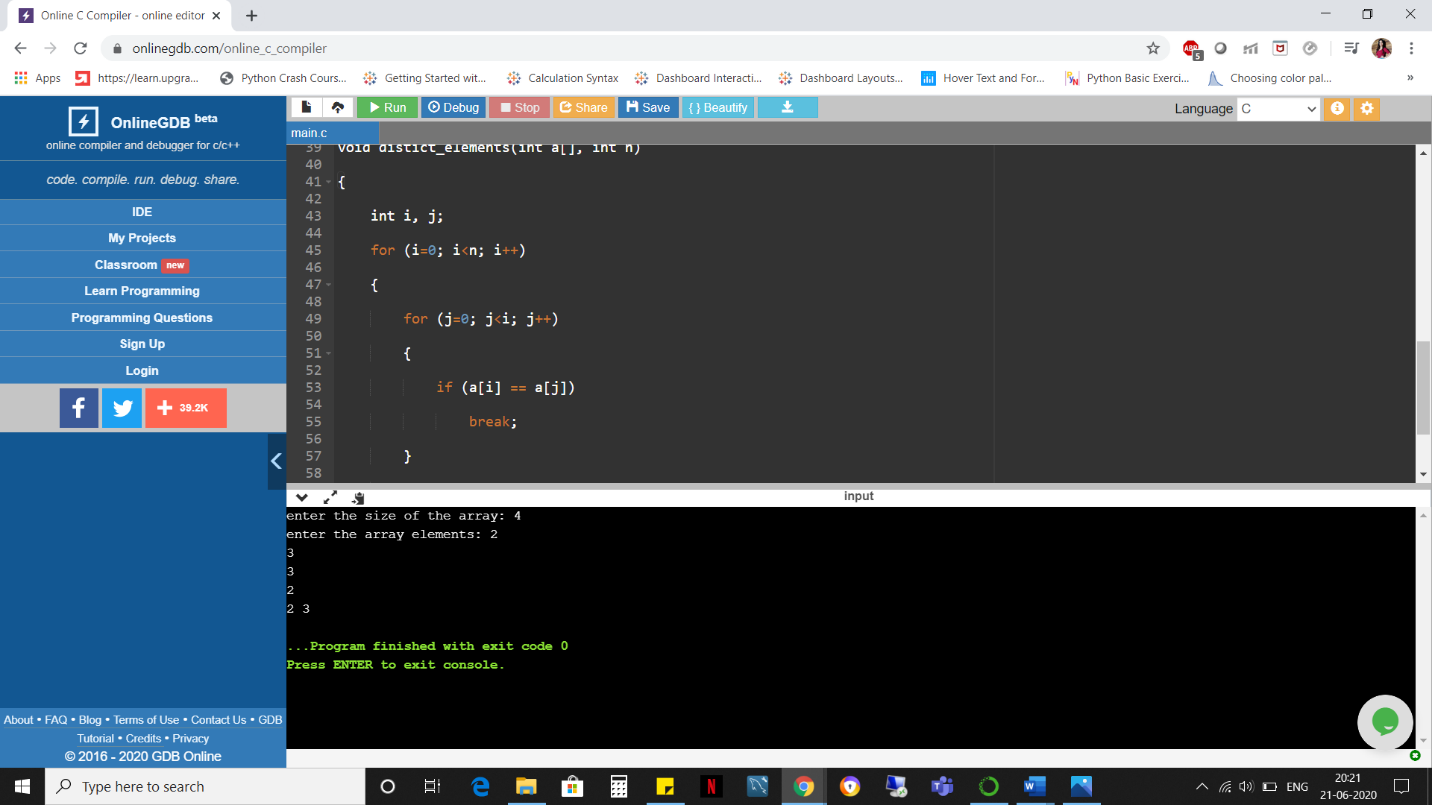 Online C Compiler - online editor
onlinegdb.com/online_c_compiler
ABP
5
Apps
https://learn.upgra...
Python Crash Cours...
Getting Started wit...
Calculation Syntax
Dashboard Interacti...
Dashboard Layouts...
Hover Text and For...
Python Basic Exerci...
Choosing color pal...
»
OnlineGDB beta
online compiler and debugger for c/c++
code. compile. run. debug. share.
IDE
My Projects
Classroom new
Learn Programming
Programming Questions
Sign Up
Login
39.2K
About • FAQ • Blog • Terms of Use • Contact Us • GDB
Tutorial • Credits • Privacy
© 2016 - 2020 GDB Online
Run Debug Stop Share Save { } Beautify
Language C
main.c
39 void distict_elements(int a[], int n)
40
41 {
42
43 int i, j;
44
45 for (i=0; i<n; i++)
46
47 {
48
49 for (j=0; j<i; j++)
50
51 {
52
53 if (a[i] == a[j])
54
55 break;
56
57 }
58
input
enter the size of the array: 4
enter the array elements: 2
3
3
2
2 3
...Program finished with exit code 0
Press ENTER to exit console.
Type here to search
ENG
20:21
21-06-2020